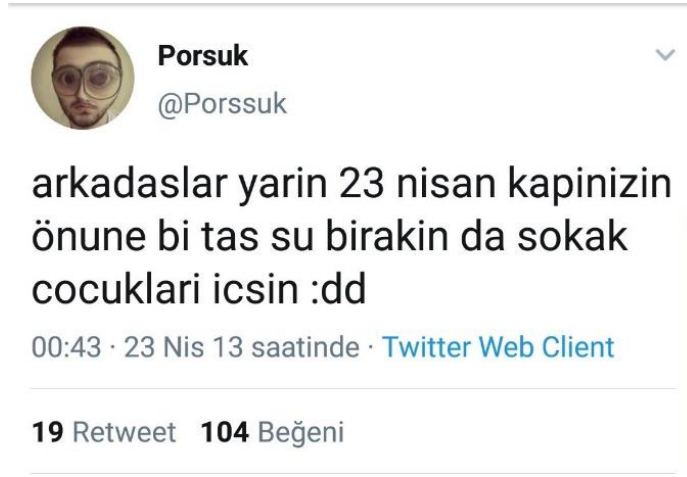 Porsuk
@Porssuk
arkadaslar yarin 23 nisan kapinizin
önune bi tas su birakin da sokak
cocuklari icsin :dd
00:43 · 23 Nis 13 saatinde · Twitter Web Client
19 Retweet 104 Beğeni